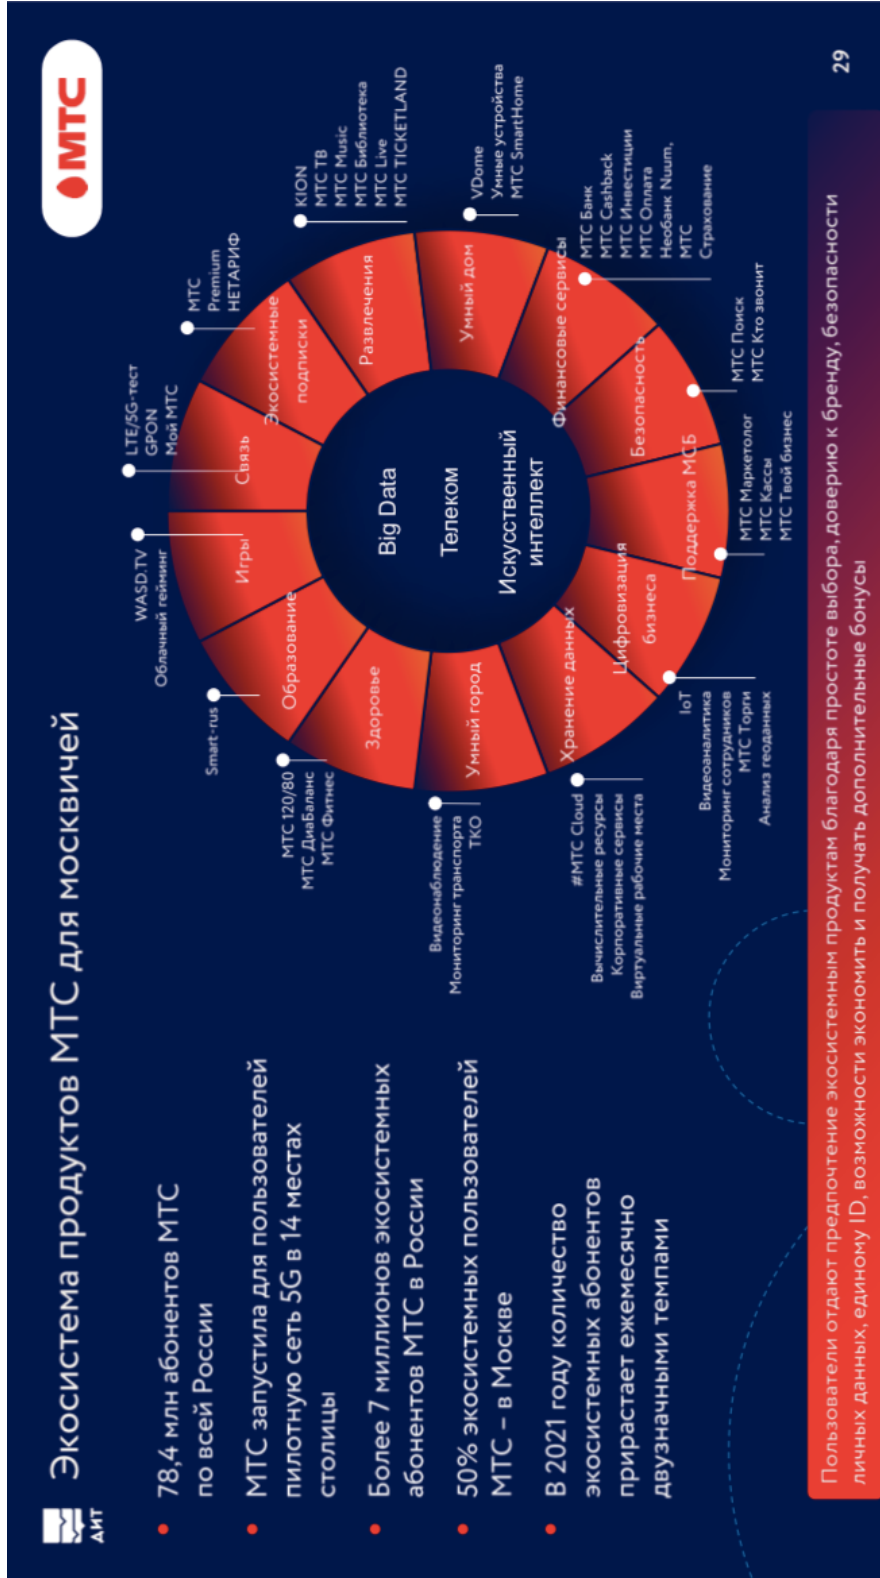 АИТ
Экосистема продуктов МТС для москвичей
МТС
78,4 млн абонентов МТС
по всей России
МТС запустила для пользователей
пилотную сеть 5G в 14 местах
столицы
Более 7 миллионов экосистемных
абонентов МТС в России
50% экосистемных пользователей
МТС – в Москве
В 2021 году количество
экосистемных абонентов
прирастает ежемесячно
двузначными темпами
Big Data
Телеком
Искусственный
интеллект
Связь
LTE/5G-тест
GPON
Мой МТС
Экосистемные
подписки
МТС
Premium
НЕТАРИФ
Развлечения
KION
МТС ТВ
МТС Music
МТС Библиотека
МТС Live
МТС TICKETLAND
Умный дом
VDome
Умные устройства
МТС SmartHome
Финансовые сервисы
МТС Банк
МТС Cashback
МТС Инвестиции
МТС Оплата
Необанк Nuum,
МТС
Страхование
Безопасность
МТС Поиск
МТС Кто звонит
Поддержка МСБ
МТС Маркетолог
МТС Кассы
МТС Твой бизнес
Цифровизация
бизнеса
IoT
Видеоаналитика
Мониторинг сотрудников
МТС Торги
Анализ геоданных
Хранение данных
#МТС Cloud
Вычислительные ресурсы
Корпоративные сервисы
Виртуальные рабочие места
Умный город
Видеонаблюдение
Мониторинг транспорта
ТКО
Здоровье
МТС 120/80
МТС ДиаБаланс
МТС Фитнес
Образование
Smart-rus
Игры
WASD.TV
Облачный гейминг
Пользователи отдают предпочтение экосистемным продуктам благодаря простоте выбора, доверию к бренду, безопасности
личных данных, единому ID, возможности экономить и получать дополнительные бонусы
29